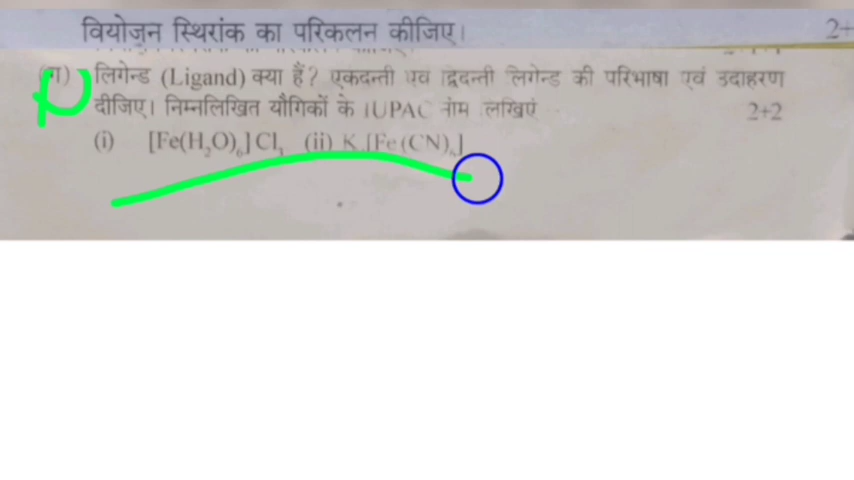 वियोजन स्थिरांक का परिकलन कीजिए। 2+
(ग) लिगेन्ड (Ligand) क्या हैं? एकदन्ती एवं द्विदन्ती लिगेन्ड की परिभाषा एवं उदाहरण
दीजिए। निम्नलिखित यौगिकों के IUPAC नाम लिखिए 2+2
(i) [Fe(H₂O)₆]Cl₃ (ii) K [Fe(CN)₆]